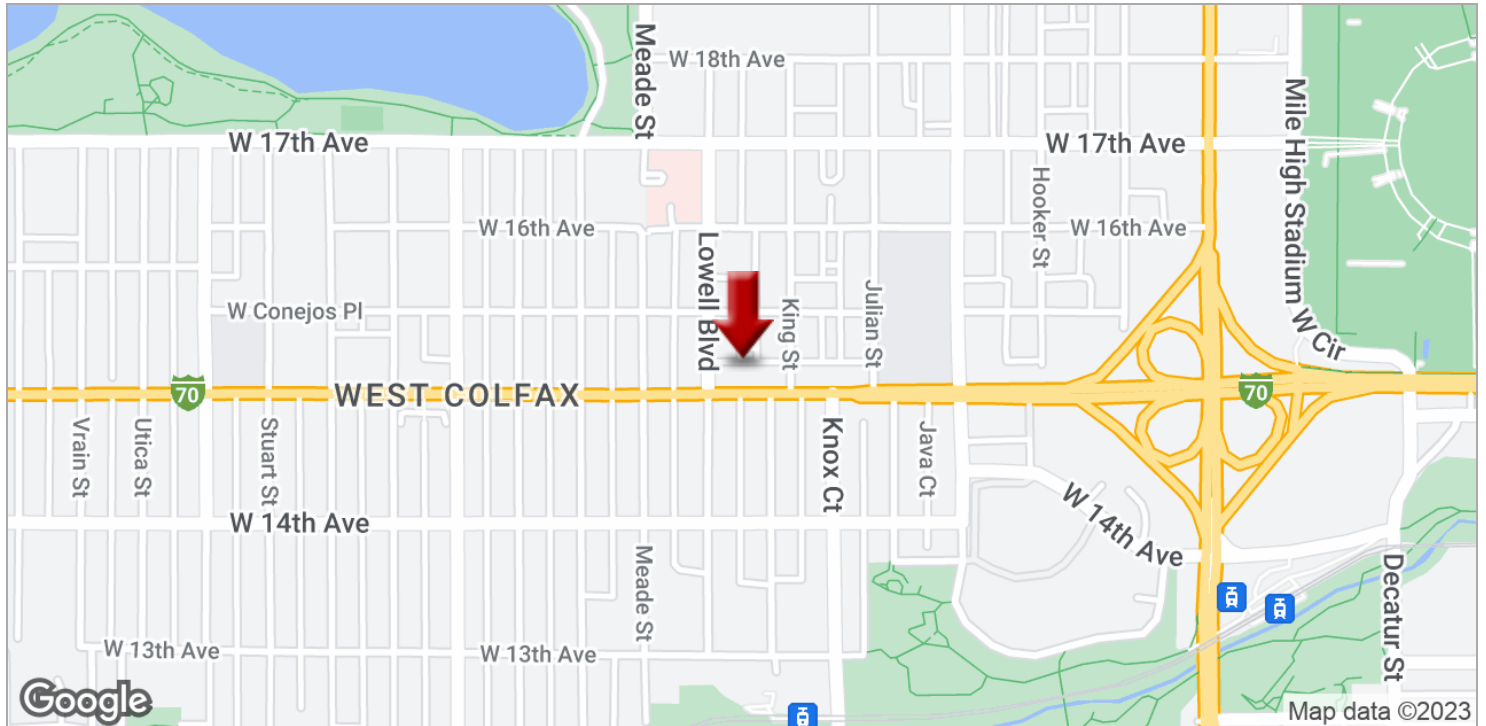 Meade St
W 18th Ave
W 17th Ave
W 17th Ave
Mile High Stadium W Cir
Hooker St
W 16th Ave
W 16th Ave
Lowell Blvd
W Conejos Pl
King St
Julian St
70
WEST COLFAX
70
Vrain St
Utica St
Stuart St
Knox Ct
Java Ct
W 14th Ave
W 14th Ave
Meade St
Decatur St
W 13th Ave
W 13th Ave
Google
Map data ©2023